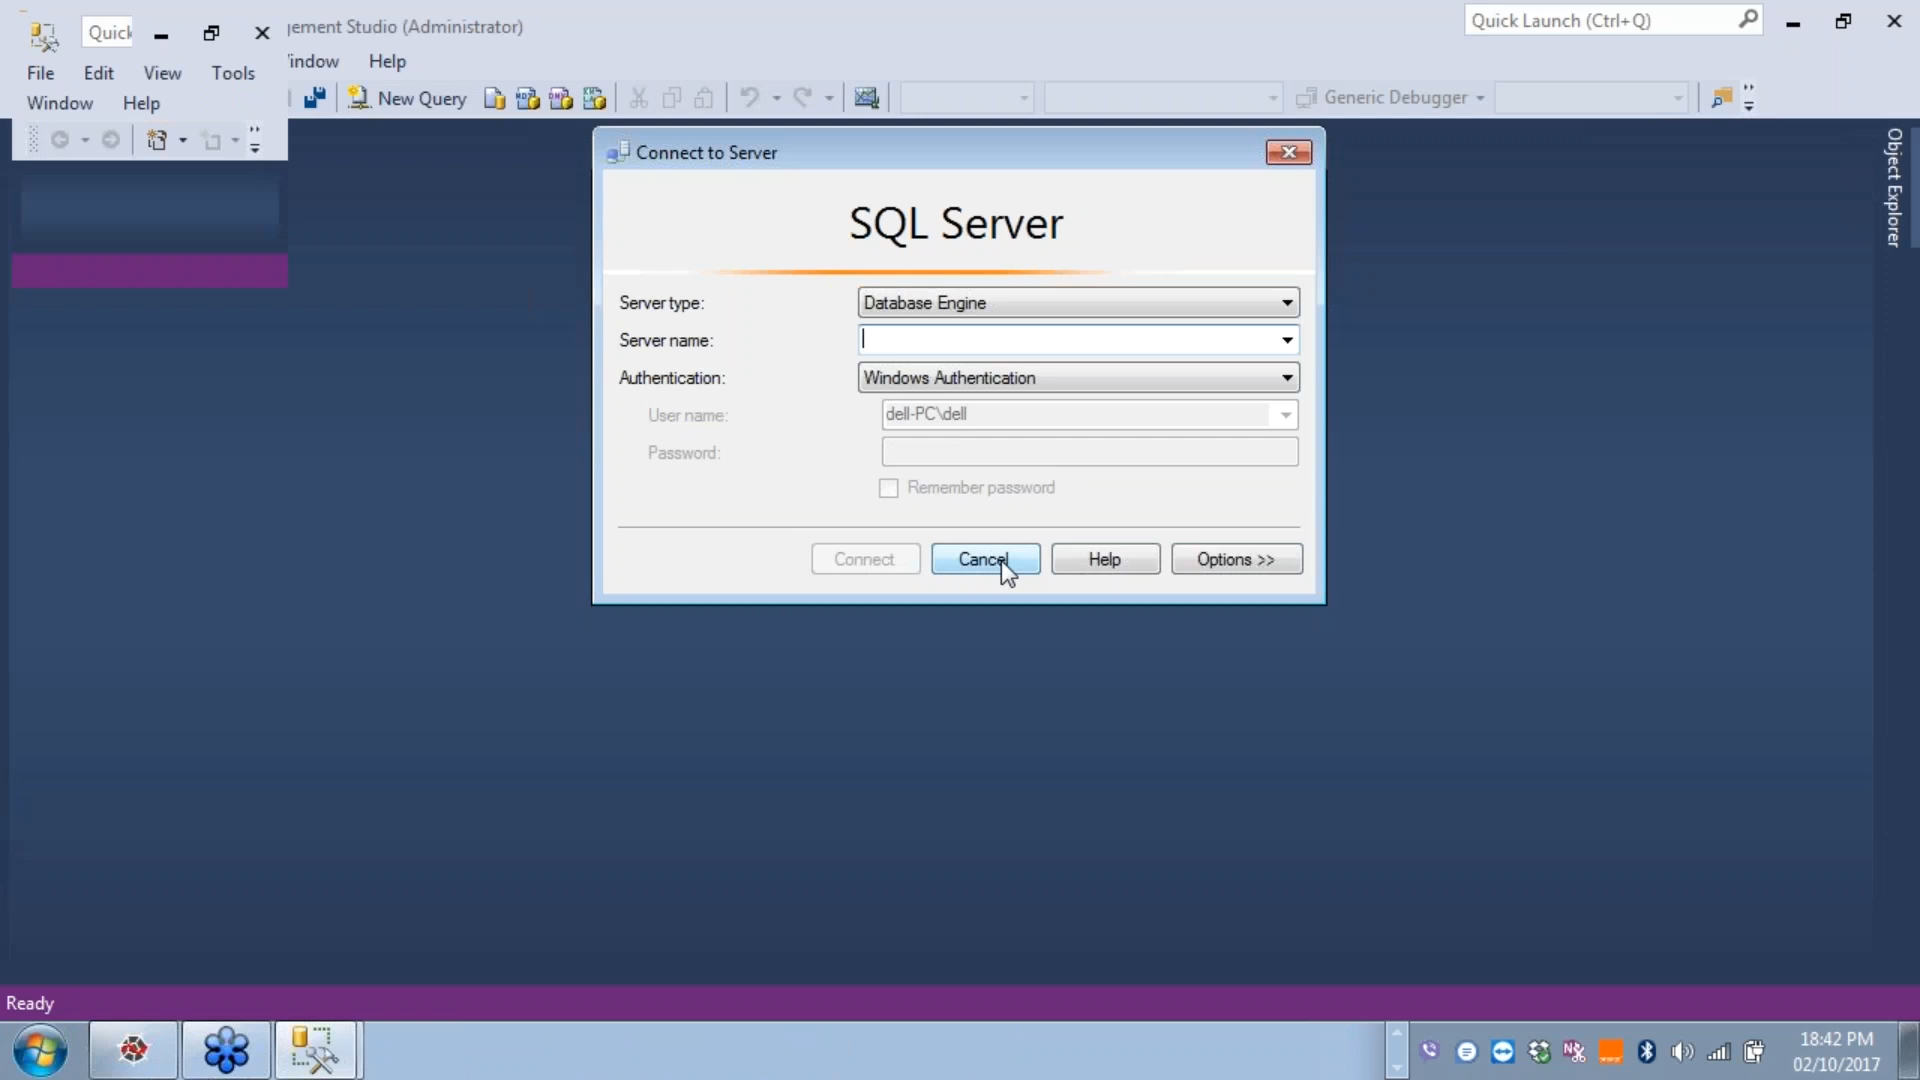 Quick
gement Studio (Administrator)
Quick Launch (Ctrl+Q)
File Edit View Tools
Window Help
indow Help
New Query
Generic Debugger
Connect to Server
SQL Server
Server type: Database Engine
Server name:
Authentication: Windows Authentication
User name: dell-PC\dell
Password:
Remember password
Connect Cancel Help Options >>
Object Explorer
Ready
18:42 PM
02/10/2017